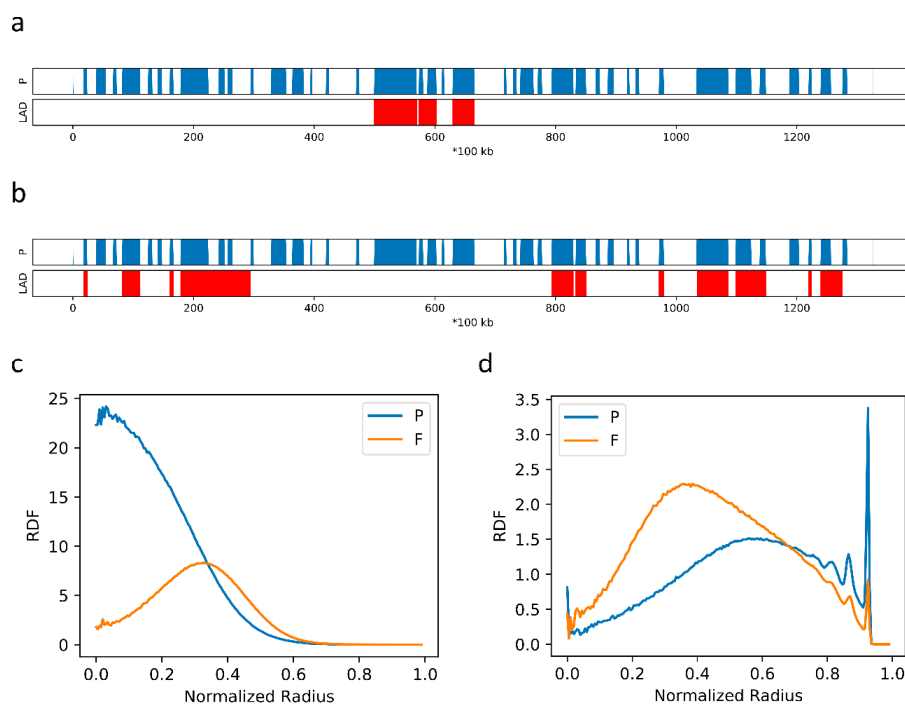 a
P
LAD
0 200 400 600 800 1000 1200
*100 kb
b
P
LAD
0 200 400 600 800 1000 1200
*100 kb
c
25
20
15
10
5
0
RDF
P
F
0.0 0.2 0.4 0.6 0.8 1.0
Normalized Radius
d
3.5
3.0
2.5
2.0
1.5
1.0
0.5
0.0
RDF
P
F
0.0 0.2 0.4 0.6 0.8 1.0
Normalized Radius